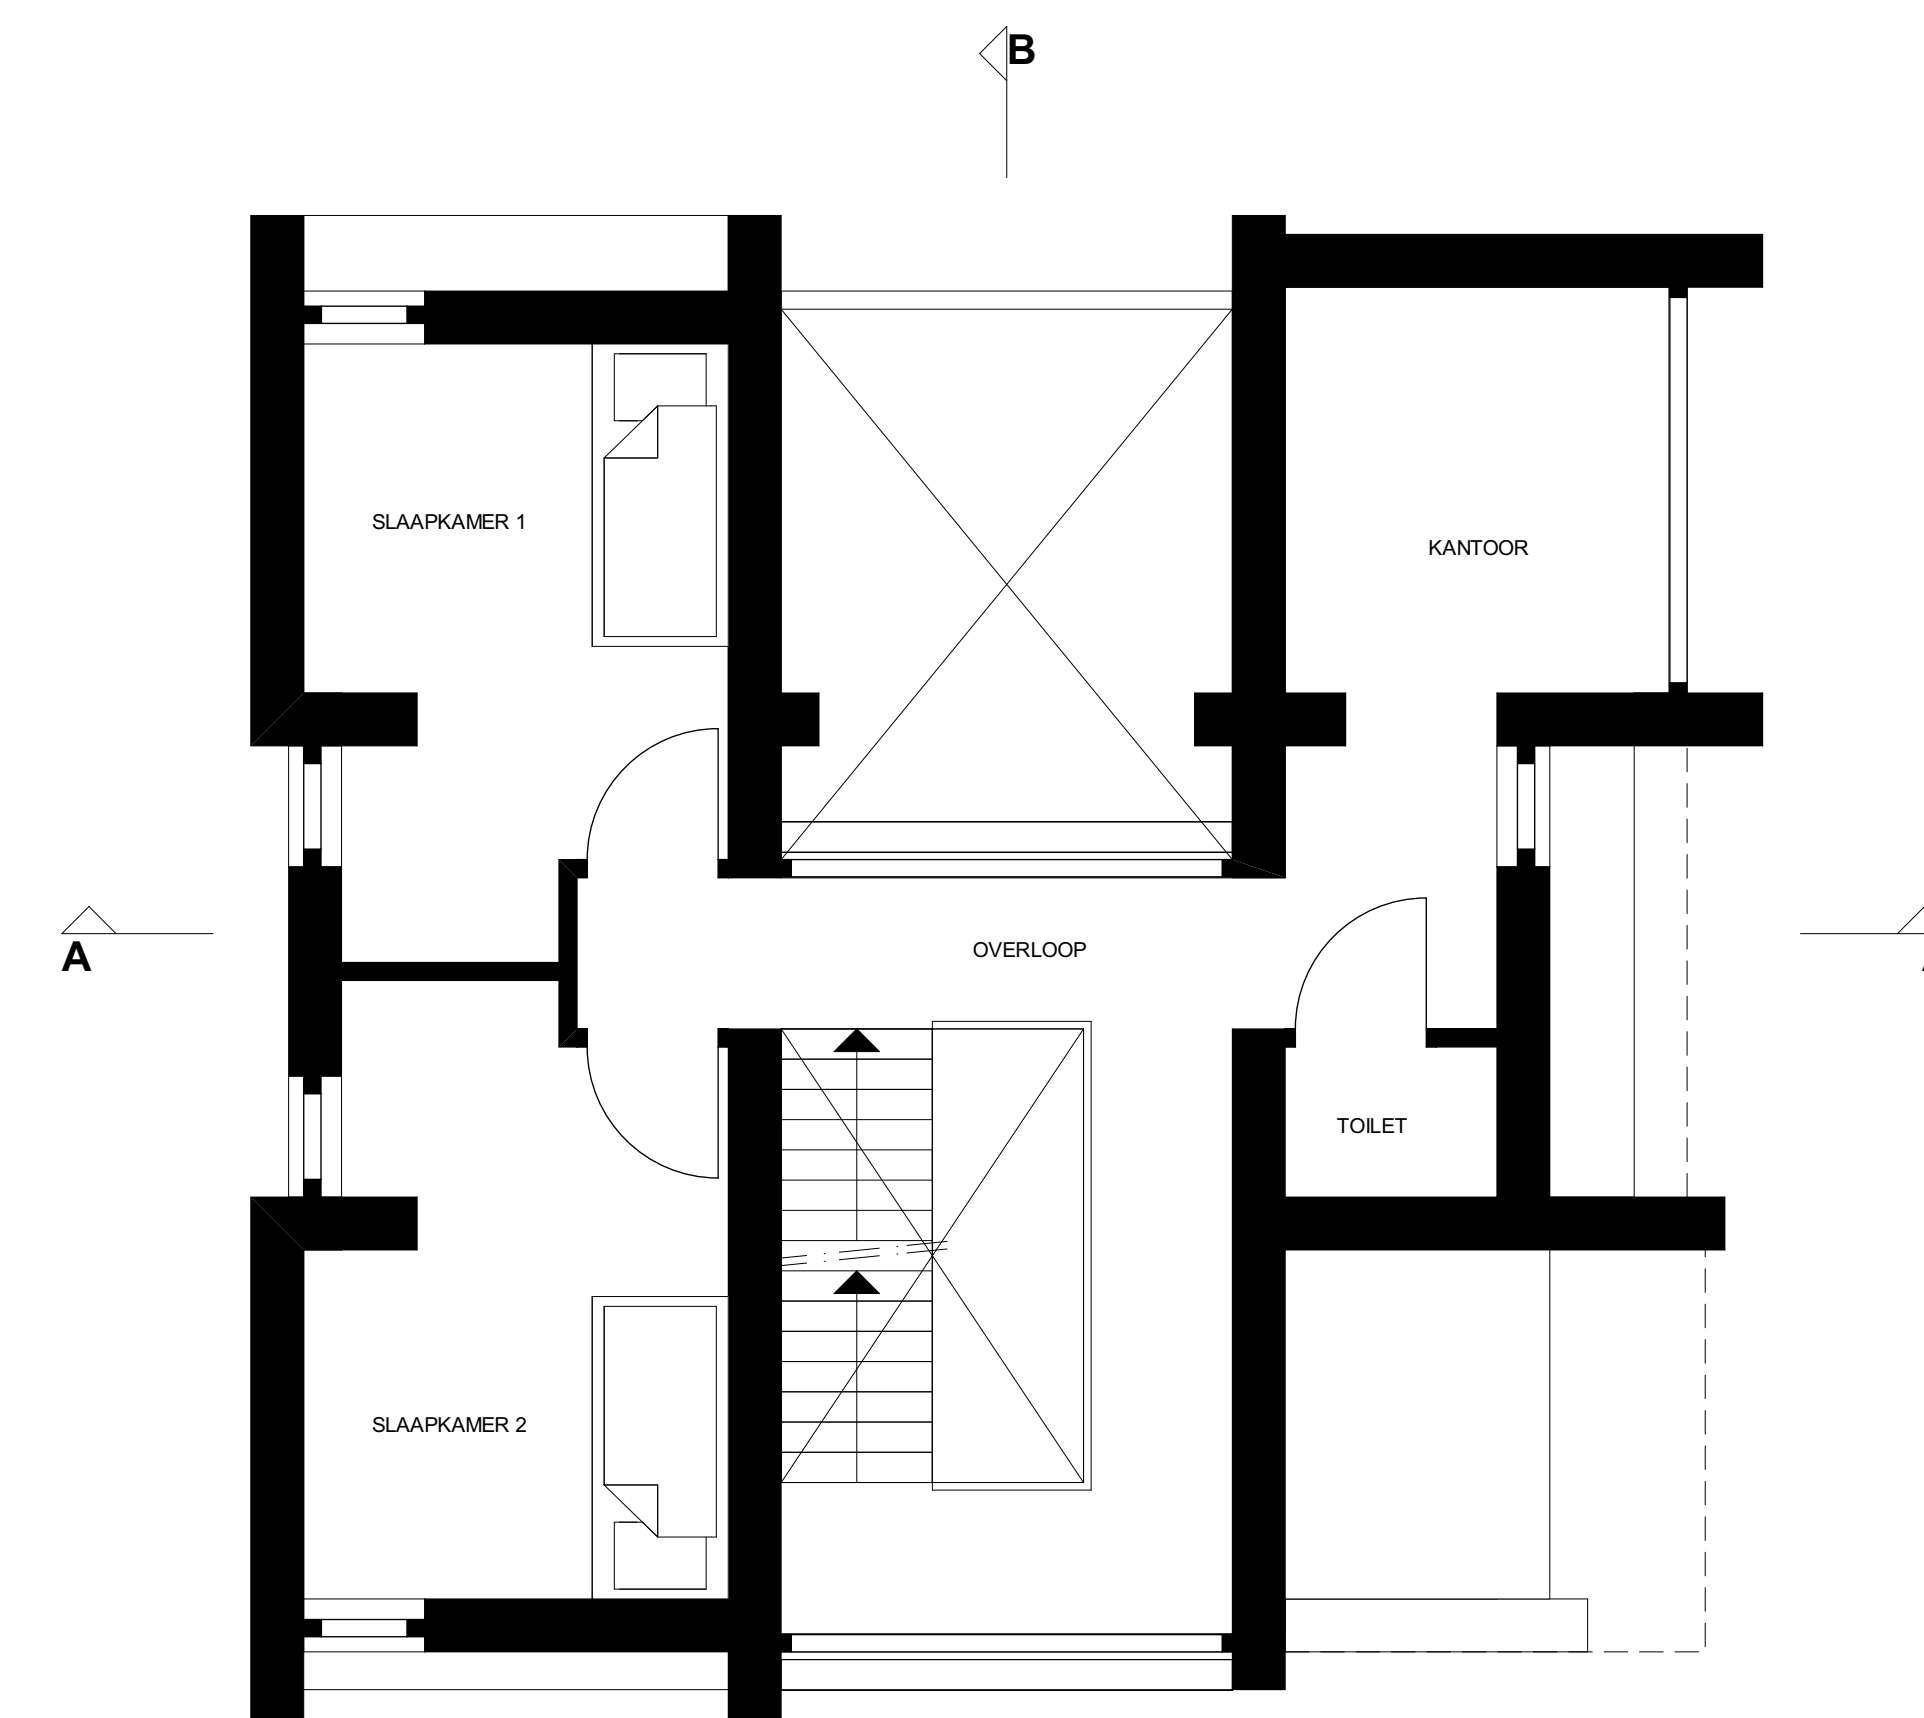 B
SLAAPKAMER 1
KANTOOR
A
OVERLOOP
TOILET
SLAAPKAMER 2